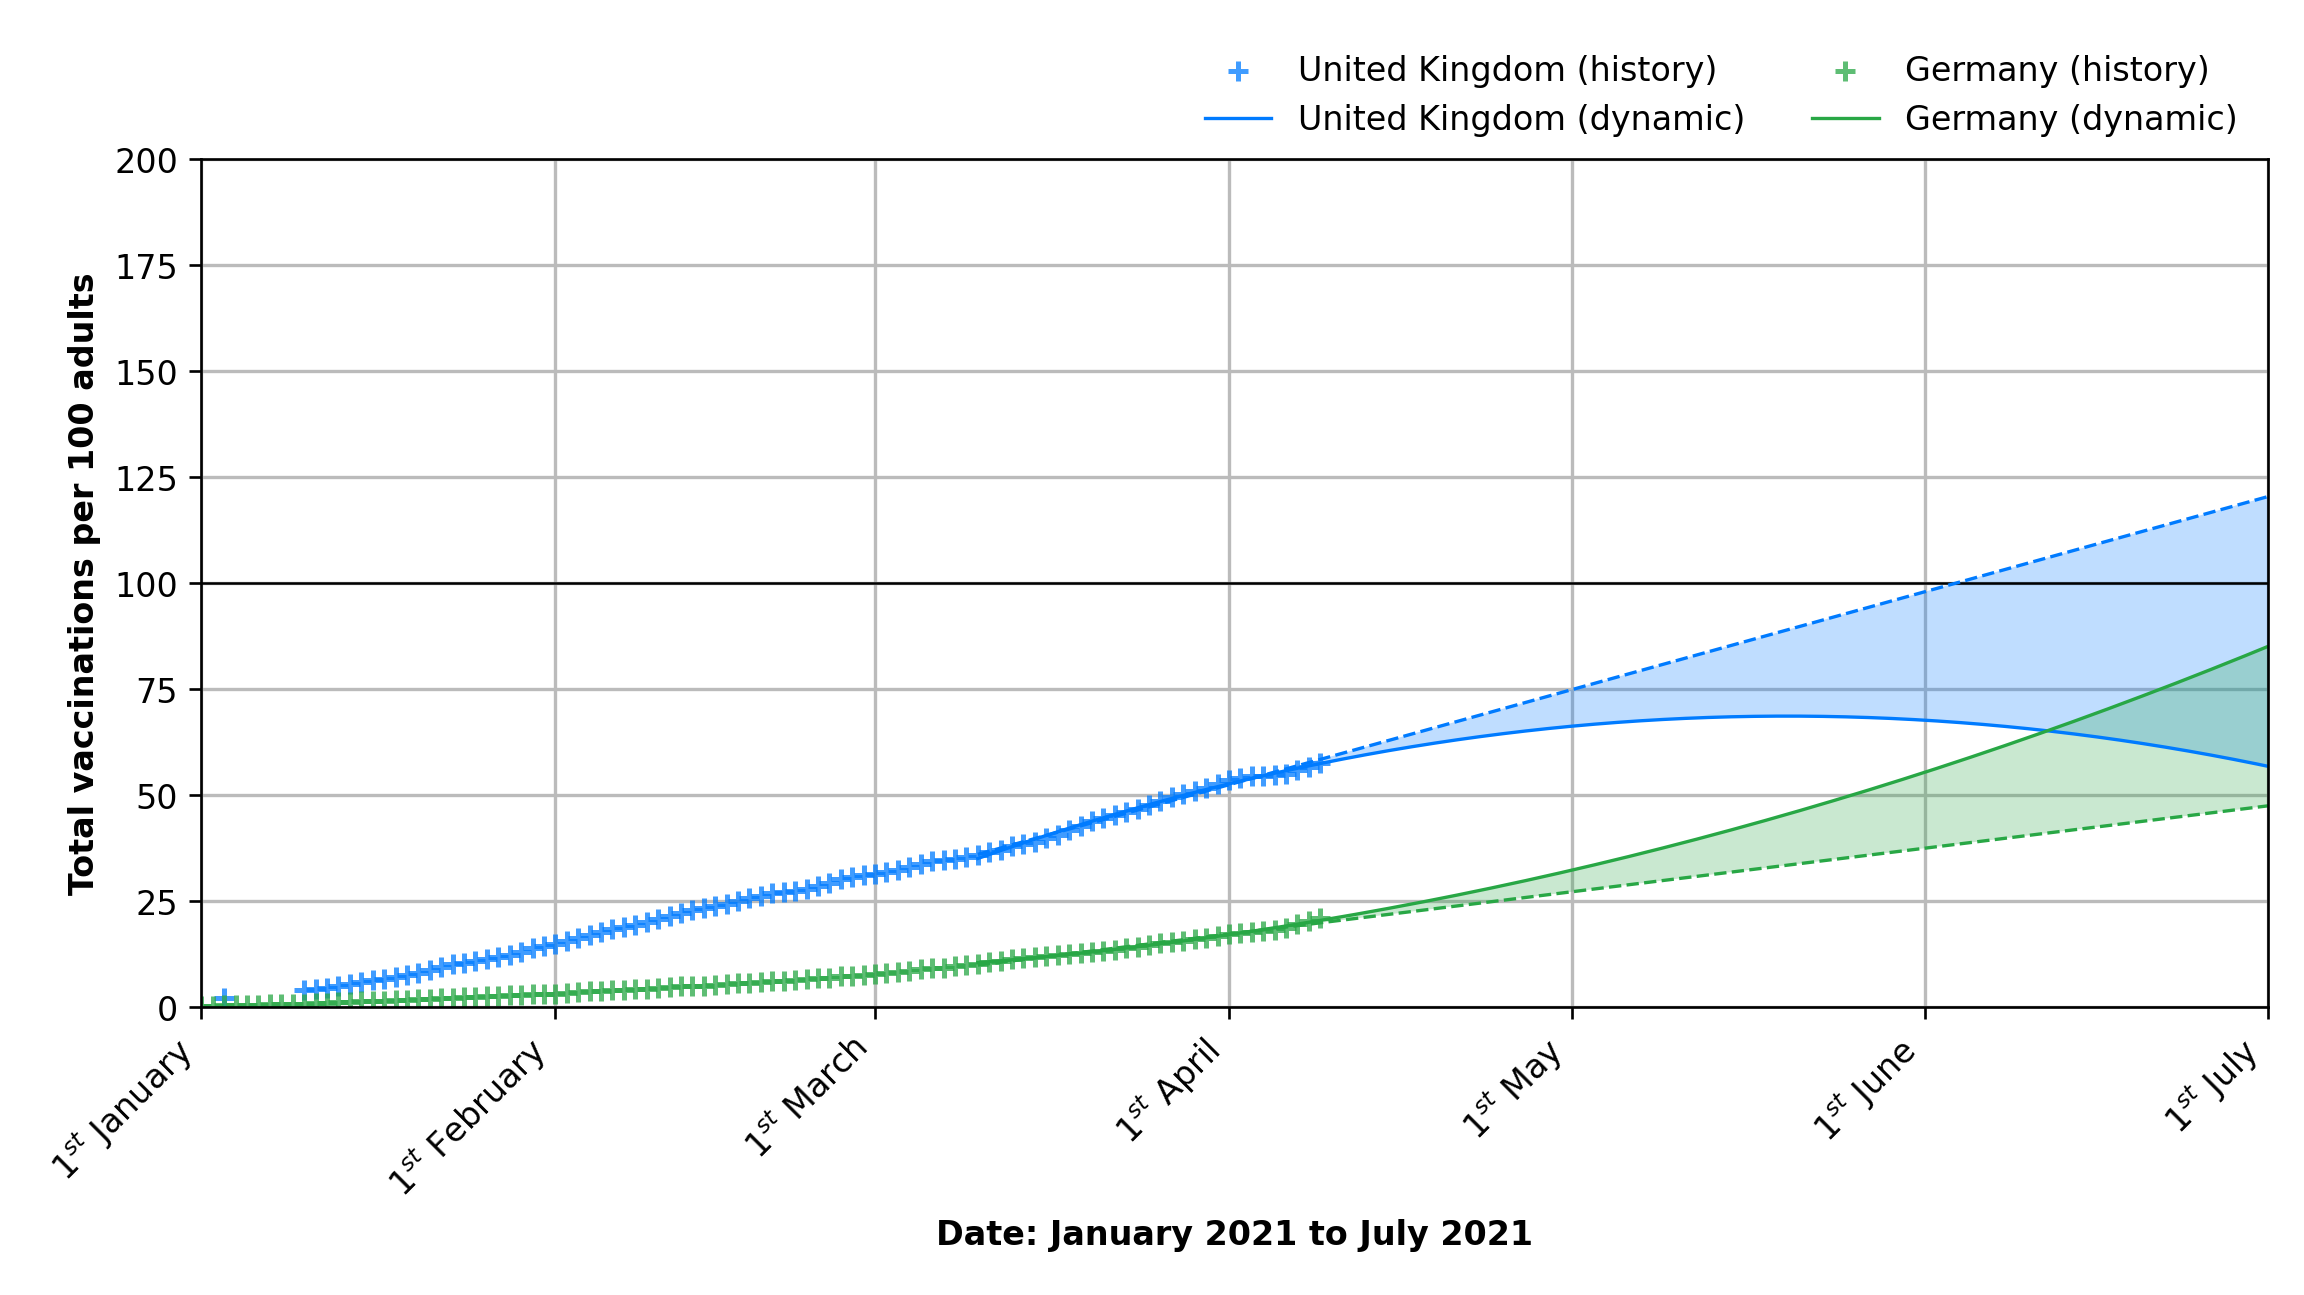 United Kingdom (history)
United Kingdom (dynamic)
Germany (history)
Germany (dynamic)
Total vaccinations per 100 adults
200
175
150
125
100
75
50
25
0
1st January
1st February
1st March
1st April
1st May
1st June
1st July
Date: January 2021 to July 2021